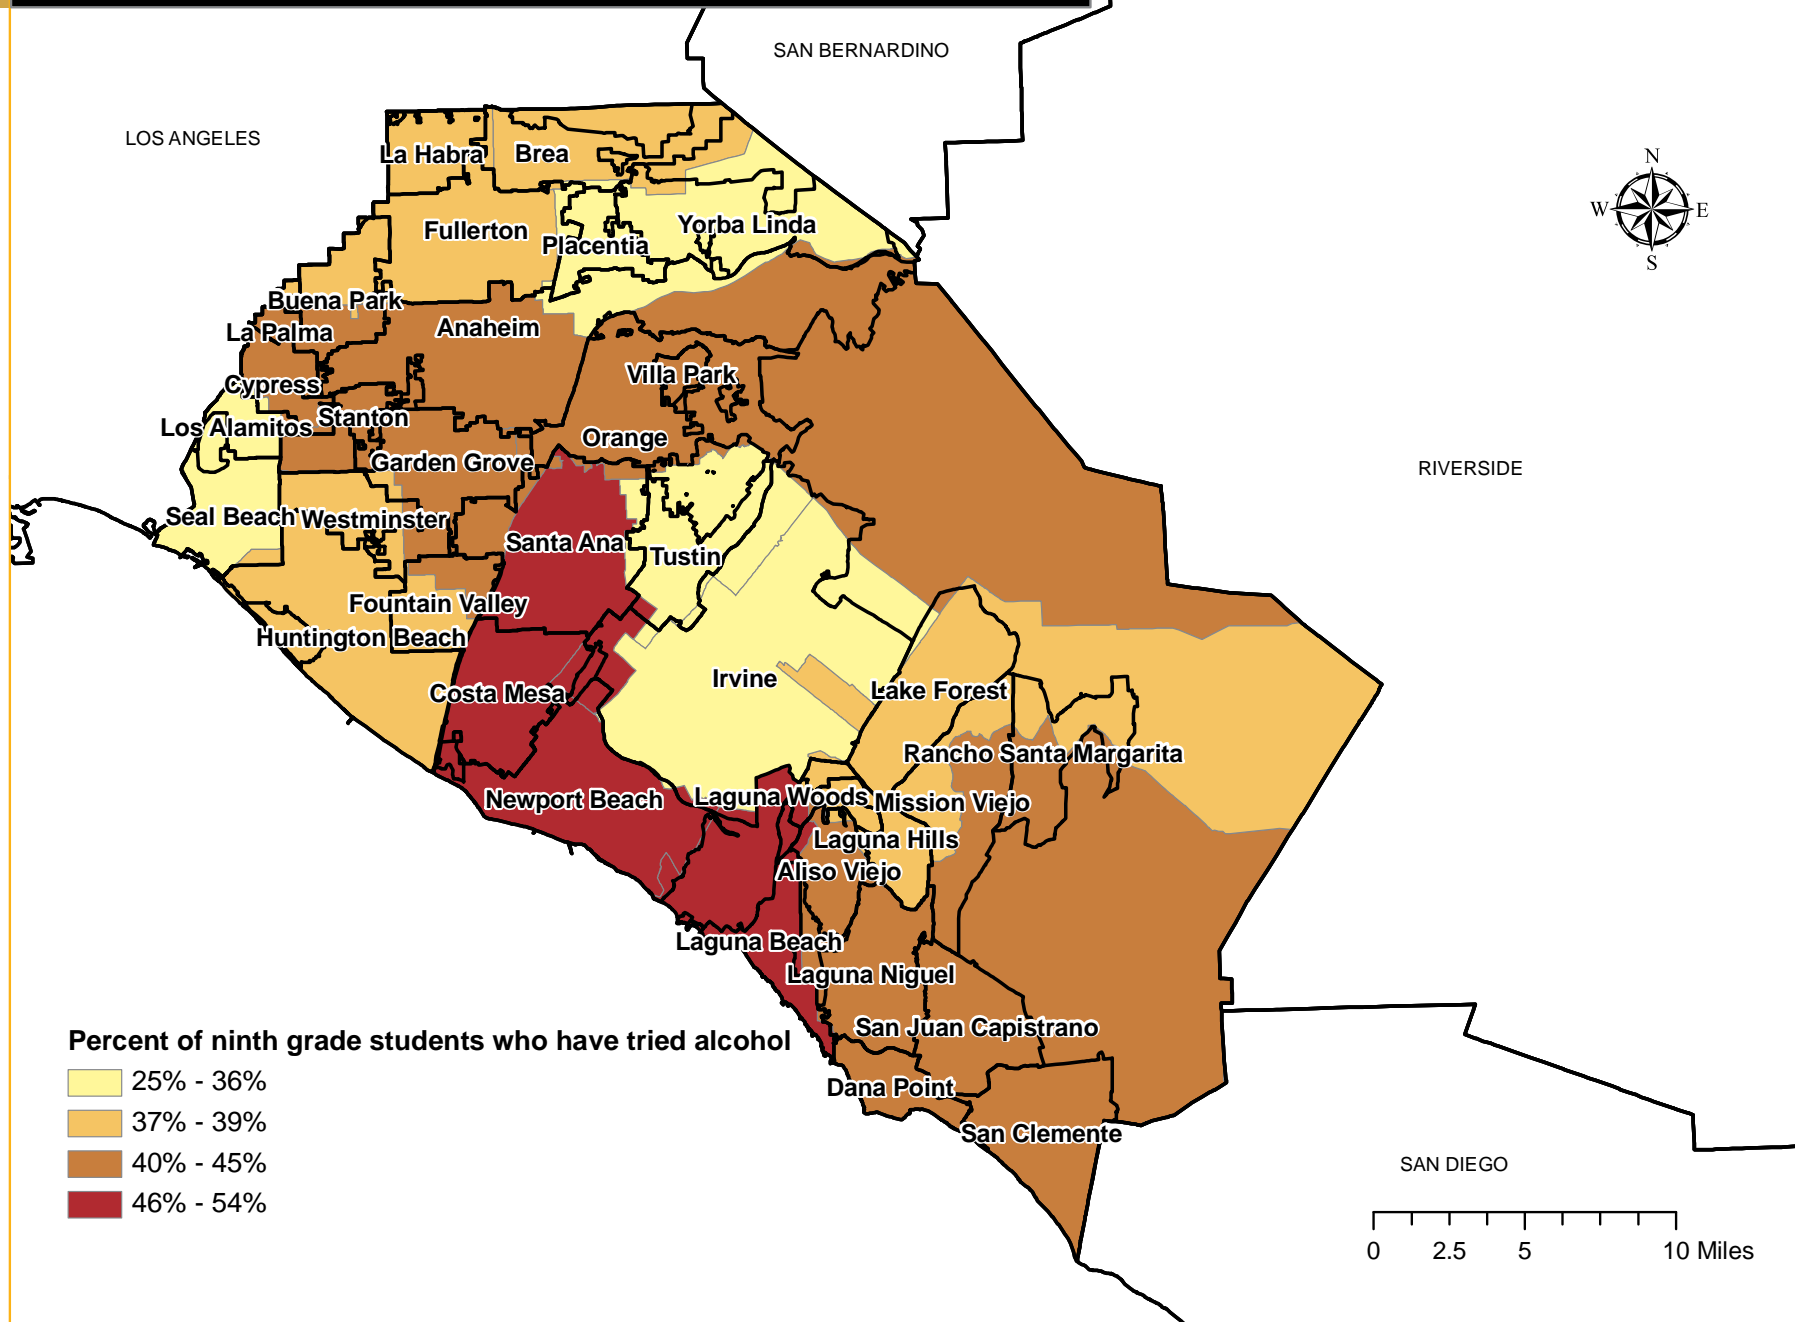 SAN BERNARDINO
LOS ANGELES
La Habra
Brea
N
W
E
S
Fullerton
Placentia
Yorba Linda
Buena Park
La Palma
Anaheim
Villa Park
Cypress
Stanton
Los Alamitos
Orange
Garden Grove
RIVERSIDE
Seal Beach
Westminster
Santa Ana
Tustin
Fountain Valley
Huntington Beach
Irvine
Costa Mesa
Lake Forest
Rancho Santa Margarita
Newport Beach
Laguna Woods
Mission Viejo
Laguna Hills
Aliso Viejo
Laguna Beach
Laguna Niguel
San Juan Capistrano
Dana Point
San Clemente
SAN DIEGO
Percent of ninth grade students who have tried alcohol
25% - 36%
37% - 39%
40% - 45%
46% - 54%
0 2.5 5 10 Miles